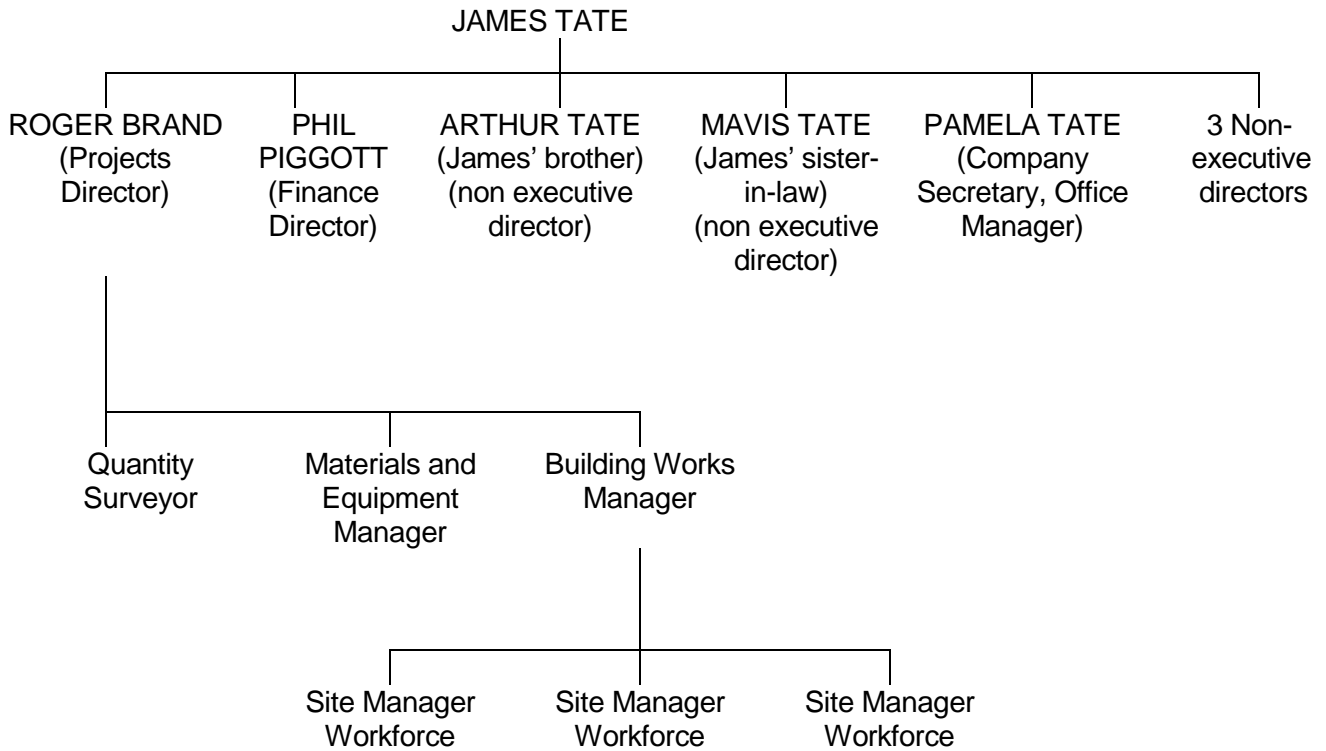 JAMES TATE
ROGER BRAND
(Projects
Director)
PHIL
PIGGOTT
(Finance
Director)
ARTHUR TATE
(James’ brother)
(non executive
director)
MAVIS TATE
(James’ sister-
in-law)
(non executive
director)
PAMELA TATE
(Company
Secretary, Office
Manager)
3 Non-
executive
directors
Quantity
Surveyor
Materials and
Equipment
Manager
Building Works
Manager
Site Manager
Workforce
Site Manager
Workforce
Site Manager
Workforce